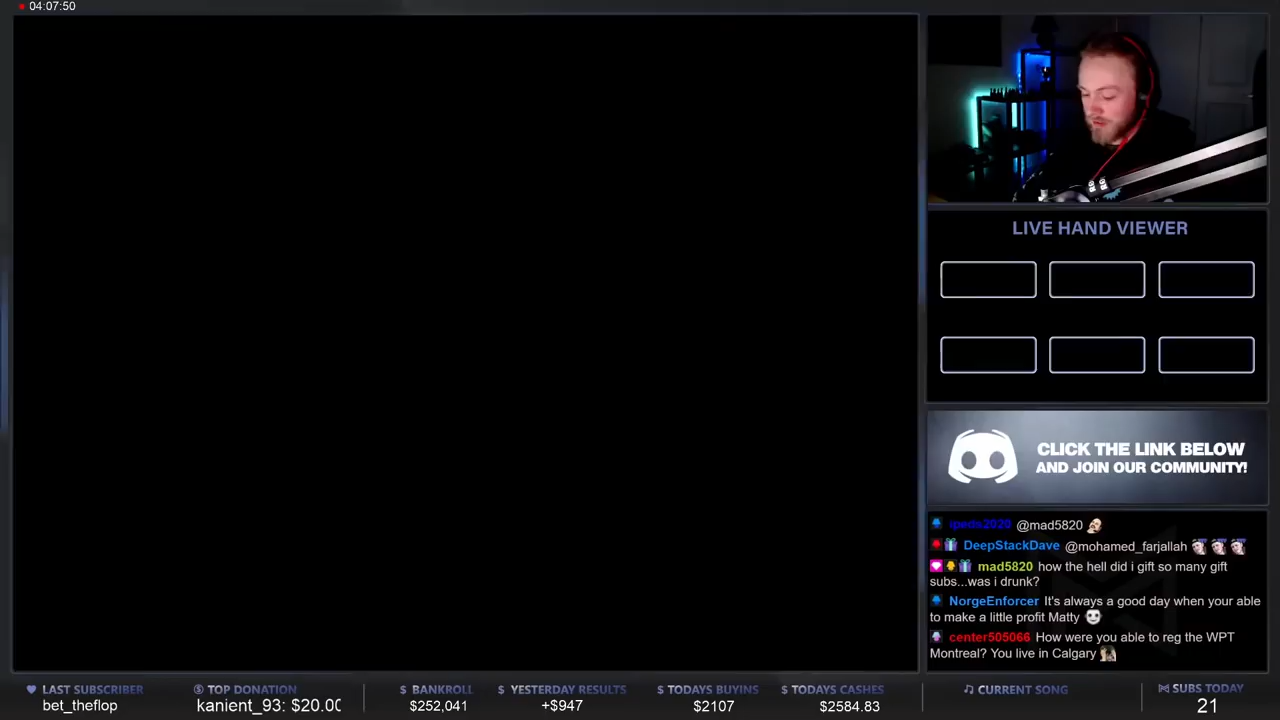 04:07:50
LIVE HAND VIEWER
CLICK THE LINK BELOW
AND JOIN OUR COMMUNITY!
ipeds2020 @mad5820
DeepStackDave @mohamed_farjallah
mad5820 how the hell did i gift so many gift
subs...was i drunk?
NorgeEnforcer It's always a good day when your able
to make a little profit Matty
center505066 How were you able to reg the WPT
Montreal? You live in Calgary
LAST SUBSCRIBER
bet_theflop
TOP DONATION
kanient_93: $20.00
$ BANKROLL
$252,041
$ YESTERDAY RESULTS
+$947
$ TODAYS BUYINS
$2107
$ TODAYS CASHES
$2584.83
CURRENT SONG
SUBS TODAY
21